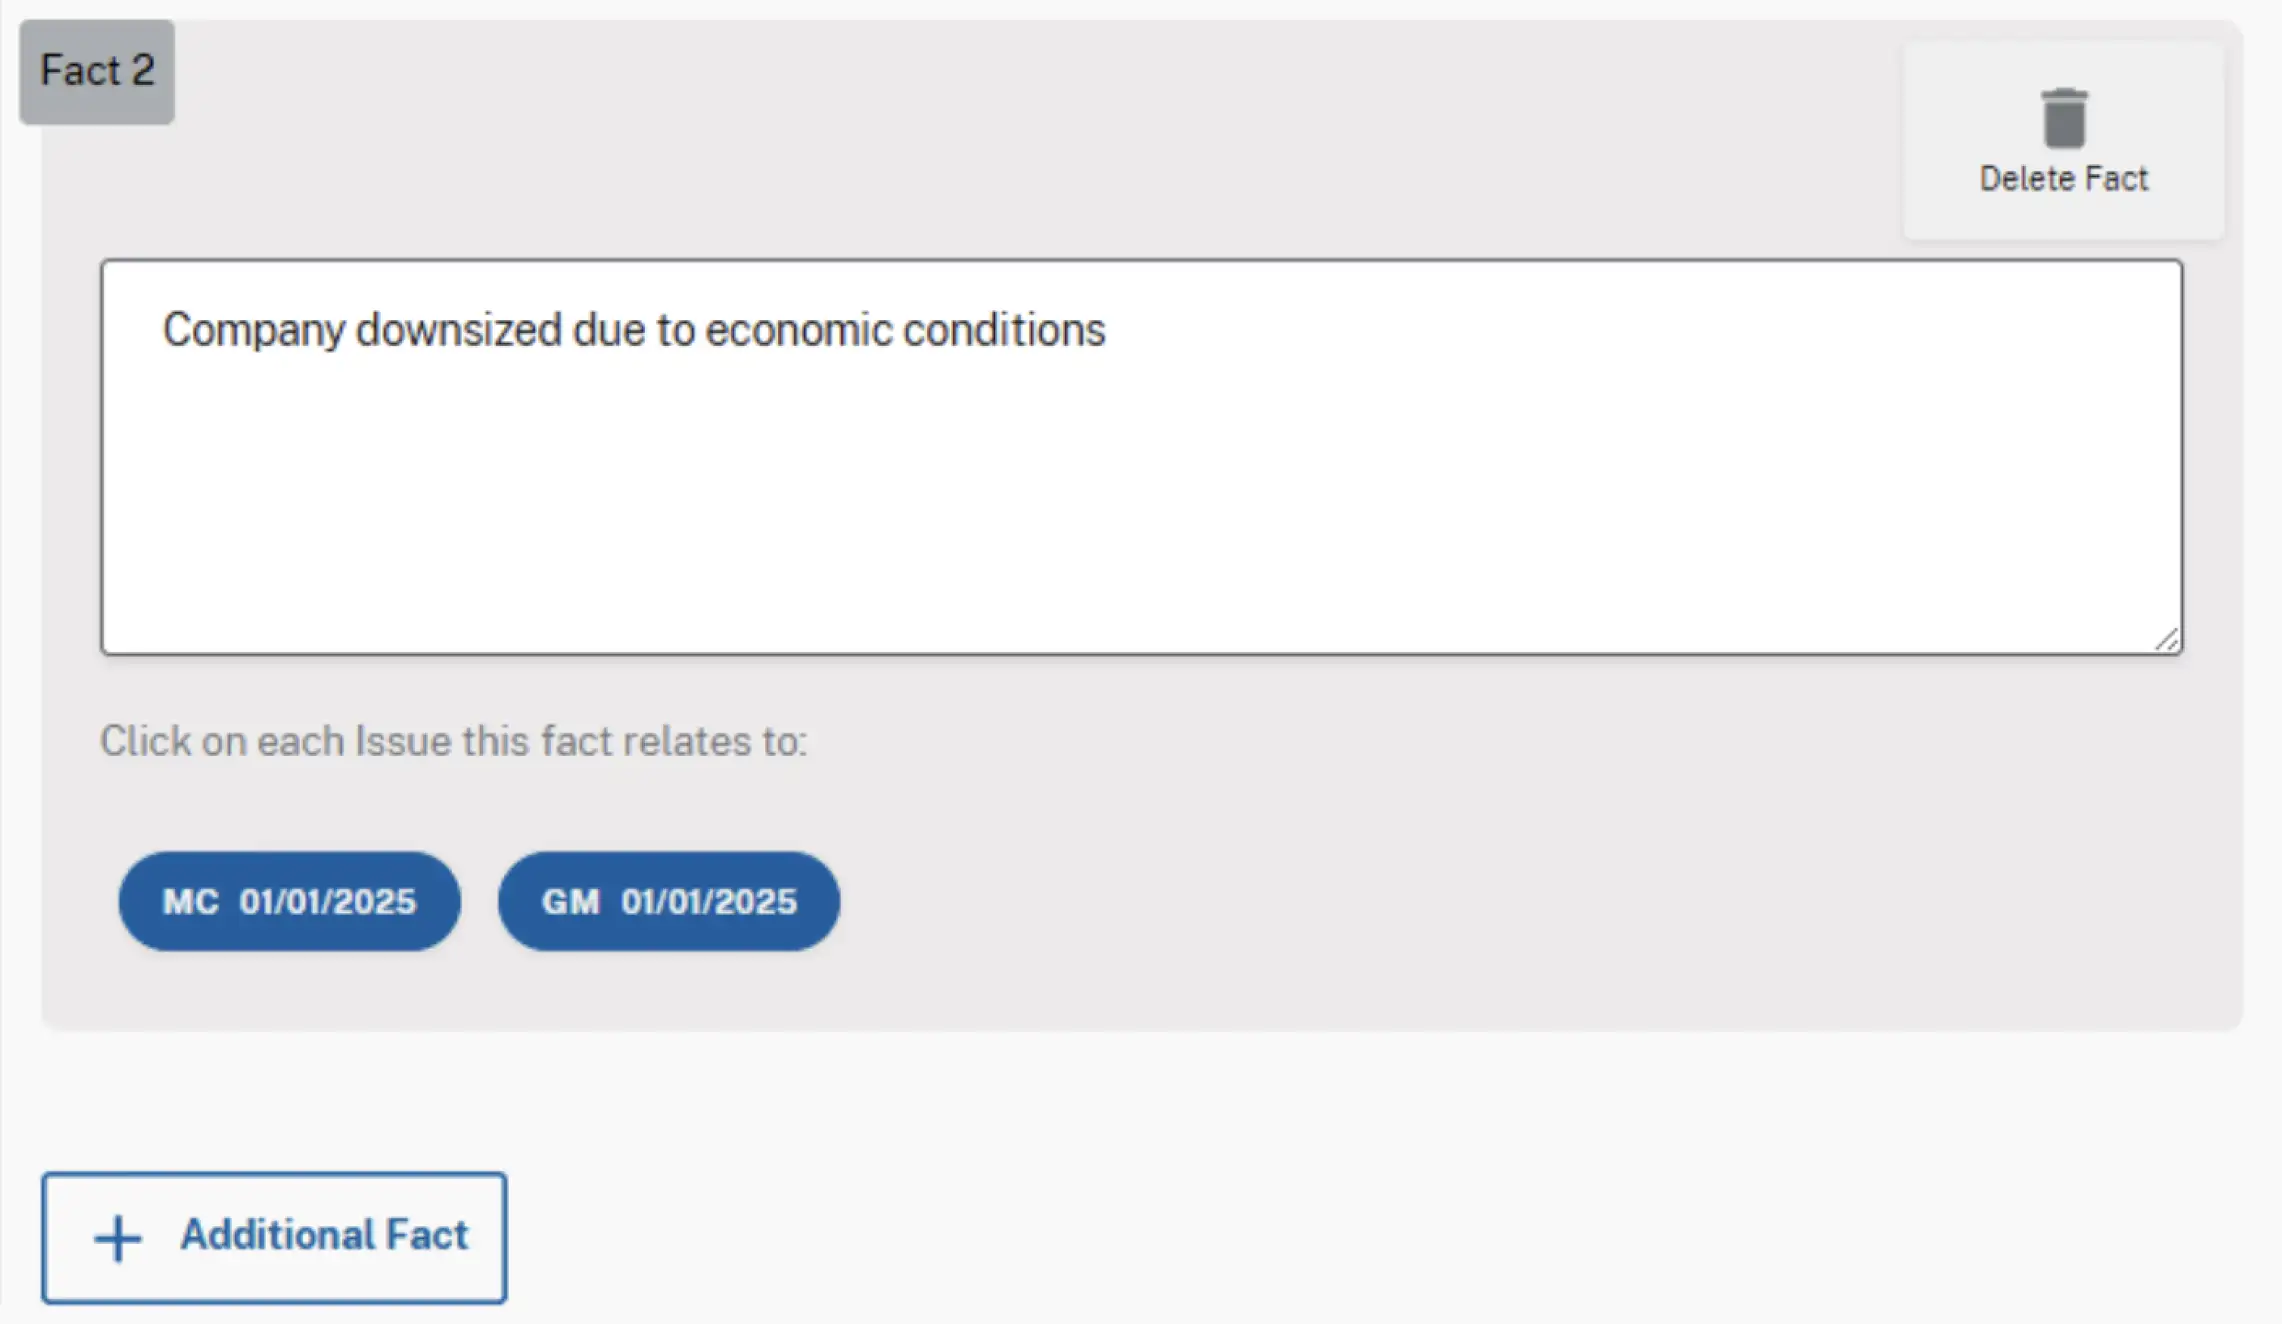 Fact 2
Delete Fact
Company downsized due to economic conditions
Click on each Issue this fact relates to:
MC 01/01/2025
GM 01/01/2025
Additional Fact